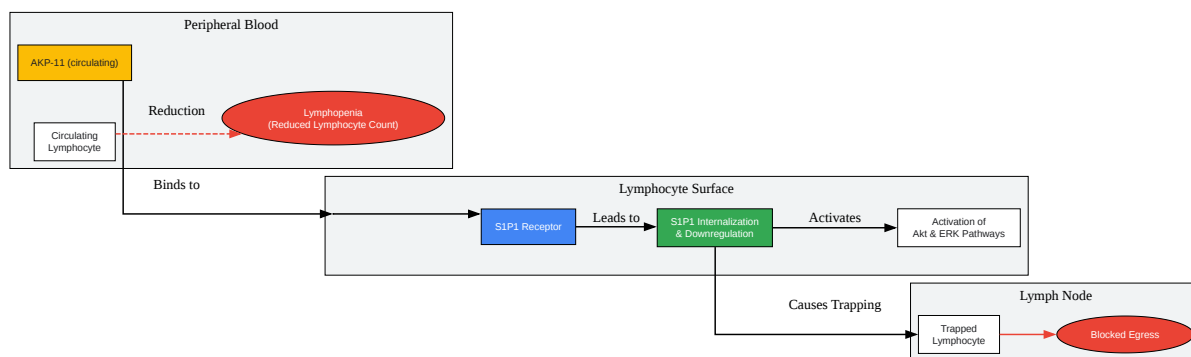 Peripheral Blood
AKP-11 (circulating)
Reduction
Lymphopenia
(Reduced Lymphocyte Count)
Circulating
Lymphocyte
Binds to
Lymphocyte Surface
S1P1 Receptor
Leads to
S1P1 Internalization
& Downregulation
Activates
Activation of
Akt & ERK Pathways
Causes Trapping
Lymph Node
Trapped
Lymphocyte
Blocked Egress